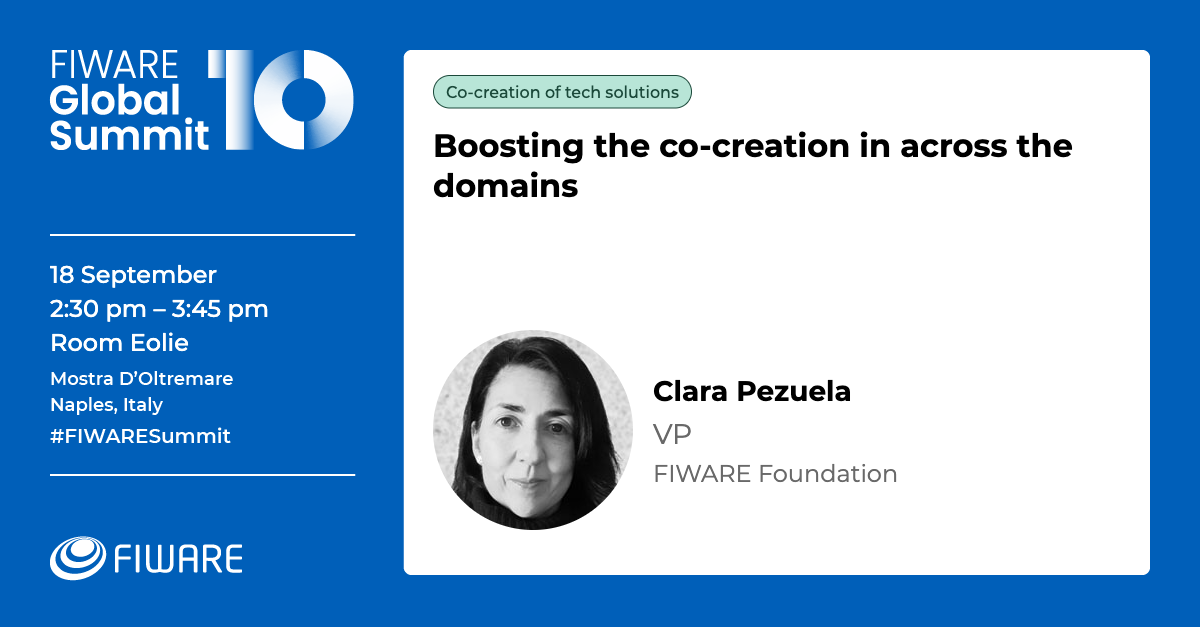 FIWARE
Global
Summit
10
18 September
2:30 pm – 3:45 pm
Room Eolie
Mostra D’Oltremare
Naples, Italy
#FIWARESummit
FIWARE
Co-creation of tech solutions
Boosting the co-creation in across the
domains
Clara Pezuela
VP
FIWARE Foundation